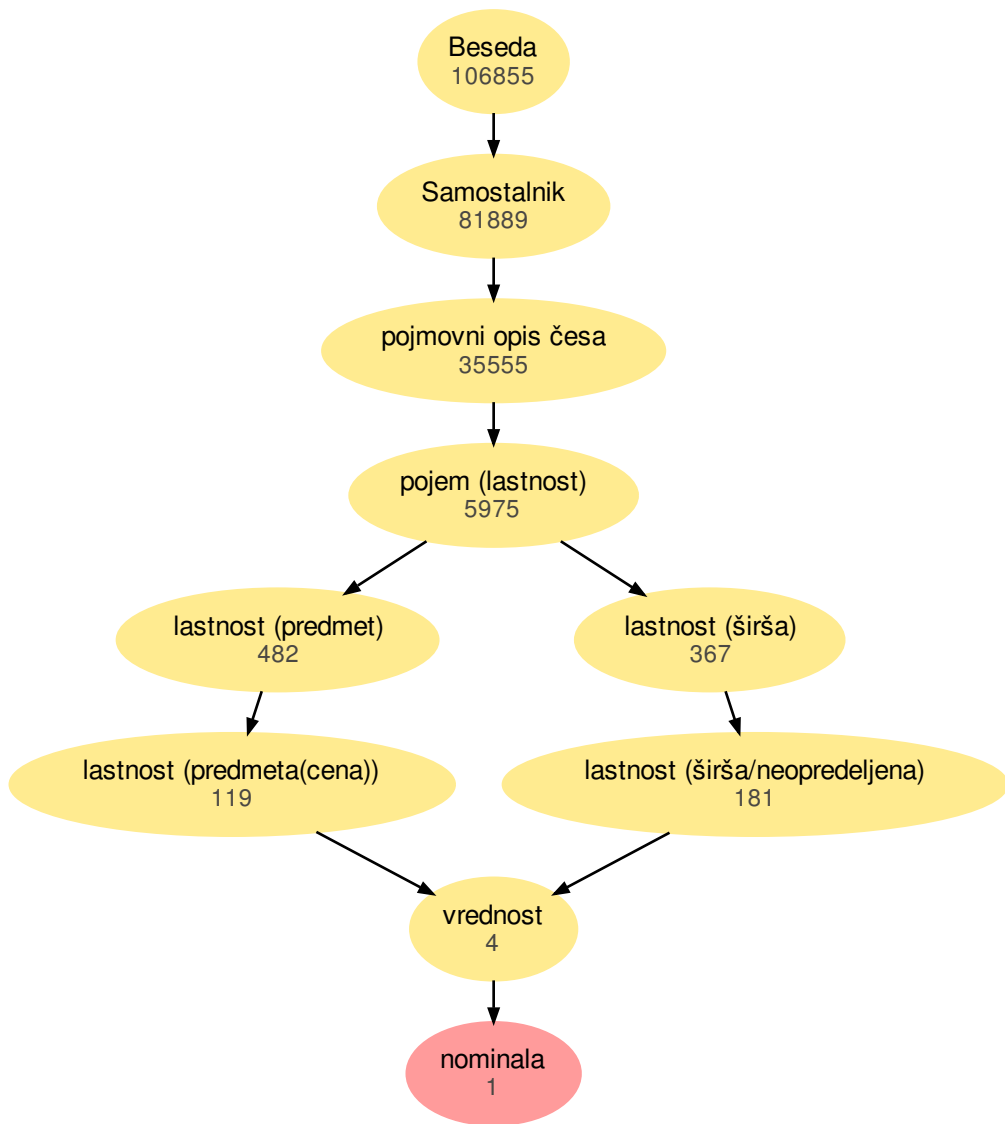 Beseda
106855
Samostalnik
81889
pojmovni opis česa
35555
pojem (lastnost)
5975
lastnost (predmet)
482
lastnost (širša)
367
lastnost (predmeta(cena))
119
lastnost (širša/neopredeljena)
181
vrednost
4
nominala
1